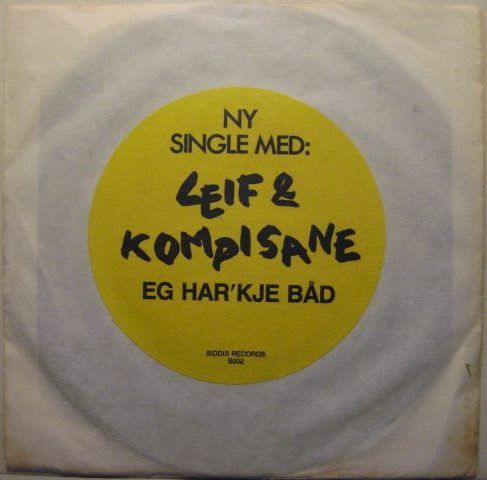 NY
SINGLE MED:
LEIF &
KOMPISANE
EG HAR'KJE BÅD
SIDDIS RECORDS
S002